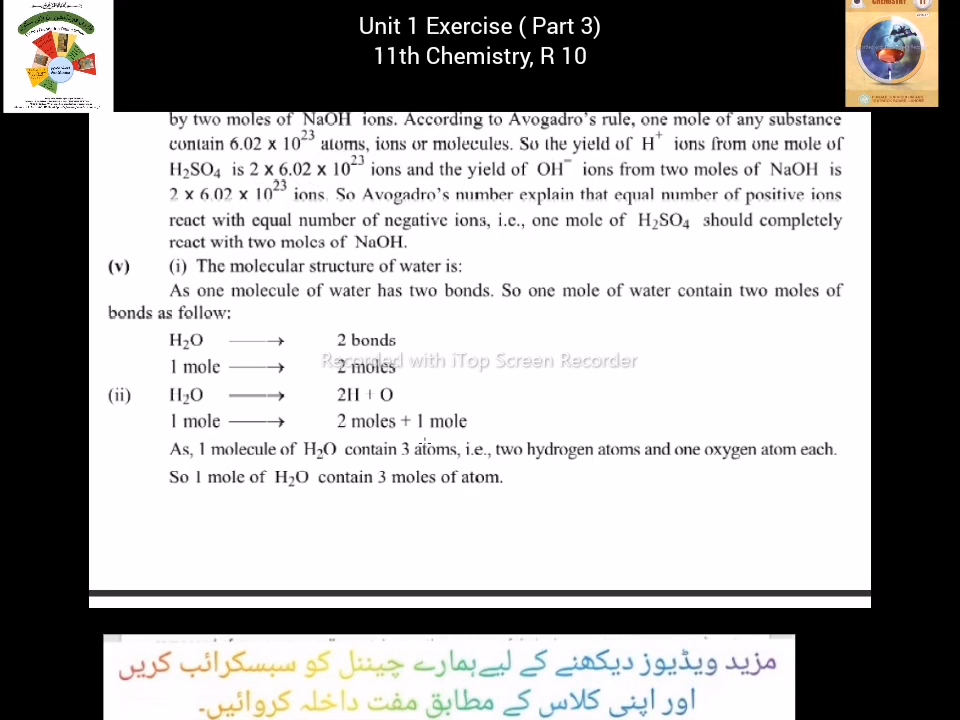 Unit 1 Exercise ( Part 3)
11th Chemistry, R 10
CHEMISTRY 11
by two moles of NaOH ions. According to Avogadro's rule, one mole of any substance
contain 6.02 × 10²³ atoms, ions or molecules. So the yield of H⁺ ions from one mole of
H₂SO₄ is 2 × 6.02 × 10²³ ions and the yield of OH⁻ ions from two moles of NaOH is
2 × 6.02 × 10²³ ions. So Avogadro's number explain that equal number of positive ions
react with equal number of negative ions, i.e., one mole of H₂SO₄ should completely
react with two moles of NaOH.
(v) (i) The molecular structure of water is:
As one molecule of water has two bonds. So one mole of water contain two moles of
bonds as follow:
H₂O ⟶ 2 bonds
Recorded with iTop Screen Recorder
1 mole ⟶ 2 moles
(ii) H₂O ⟶ 2H + O
1 mole ⟶ 2 moles + 1 mole
As, 1 molecule of H₂O contain 3 atoms, i.e., two hydrogen atoms and one oxygen atom each.
So 1 mole of H₂O contain 3 moles of atom.
مزید ویڈیوز دیکھنے کے لیے ہمارے چیننل کو سبسکرائب کریں
اور اپنی کلاس کے مطابق مفت داخلہ کروائیں۔